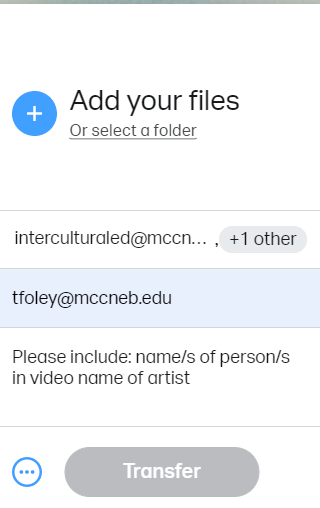 Add your files
Or select a folder
interculturaled@mccn... , +1 other
tfoley@mccneb.edu
Please include: name/s of person/s
in video name of artist
Transfer